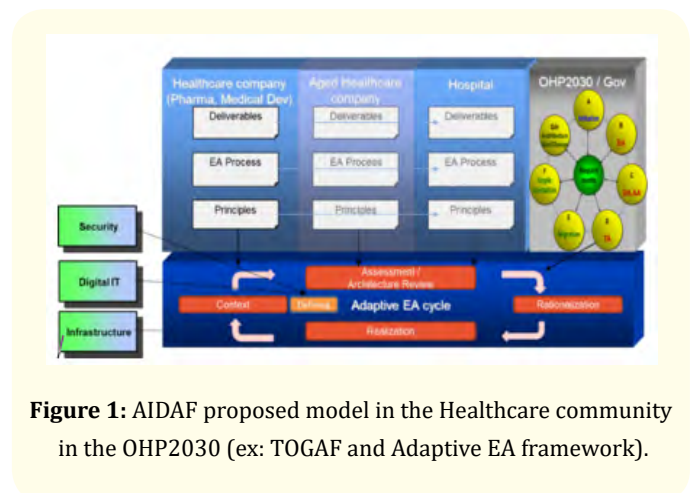 Healthcare company
(Pharma, Medical Dev)
Aged Healthcare
company
Hospital
OHP2030 / Gov
Deliverables
Deliverables
Deliverables
EA Process
EA Process
EA Process
Principles
Principles
Principles
A
B
C
D
E
F
Security
Digital IT
Infrastructure
Assessment /
Architecture Review
Context
Defining
Adaptive EA cycle
Rationalization
Realization
Figure 1: AIDAF proposed model in the Healthcare community
in the OHP2030 (ex: TOGAF and Adaptive EA framework).